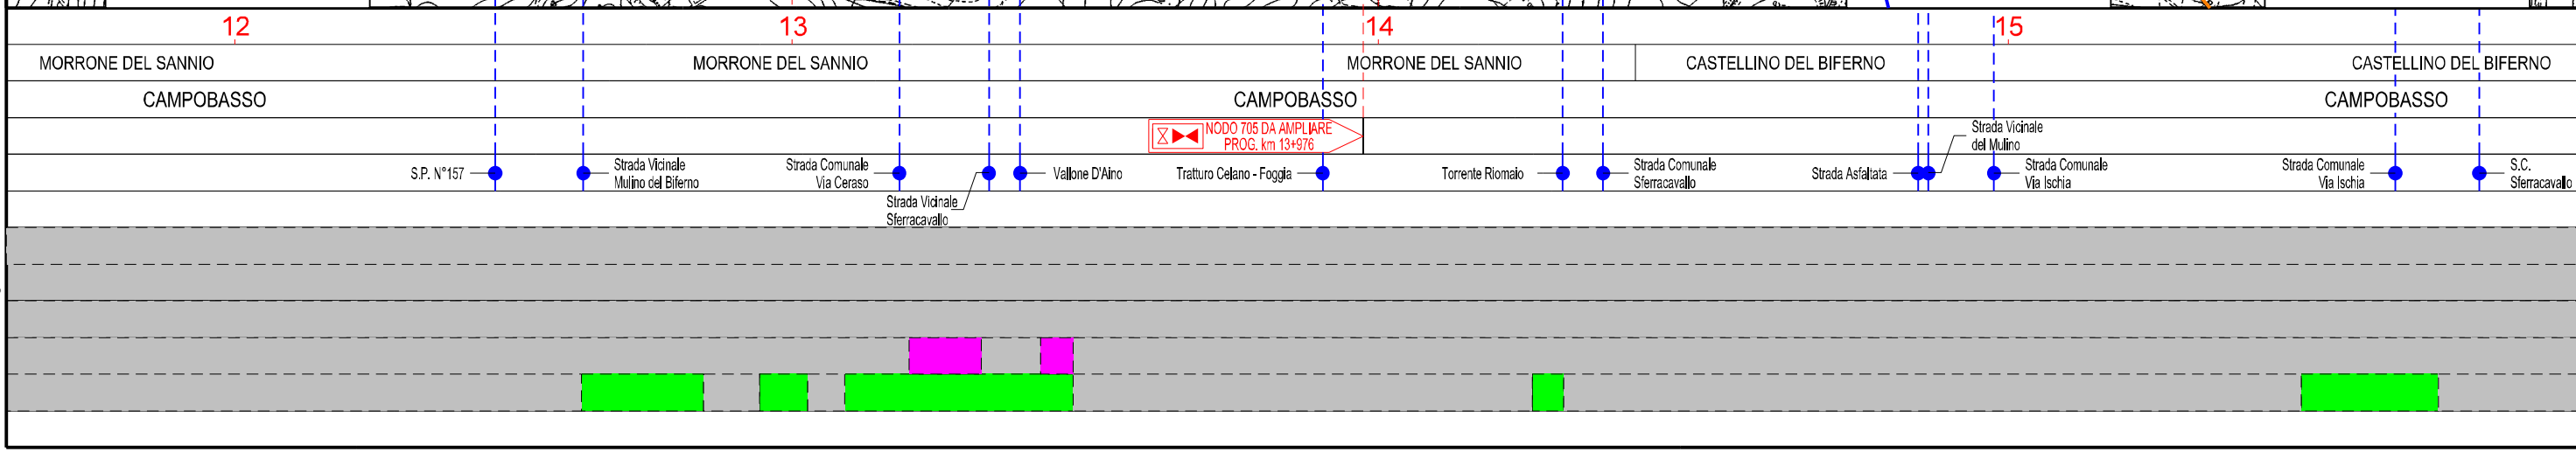 12 13 14 15
MORRONE DEL SANNIO MORRONE DEL SANNIO MORRONE DEL SANNIO CASTELLINO DEL BIFERNO CASTELLINO DEL BIFERNO
CAMPOBASSO CAMPOBASSO CAMPOBASSO
NODO 705 DA AMPLIARE
PROG. km 13+976
S.P. N°157
Strada Vicinale
Mulino del Biferno
Strada Comunale
Via Ceraso
Strada Vicinale
Sferracavallo
Vallone D'Aino
Tratturo Celano - Foggia
Torrente Riomaio
Strada Comunale
Sferracavallo
Strada Asfaltata
Strada Vicinale
del Mulino
Strada Comunale
Via Ischia
Strada Comunale
Via Ischia
S.C.
Sferracavallo